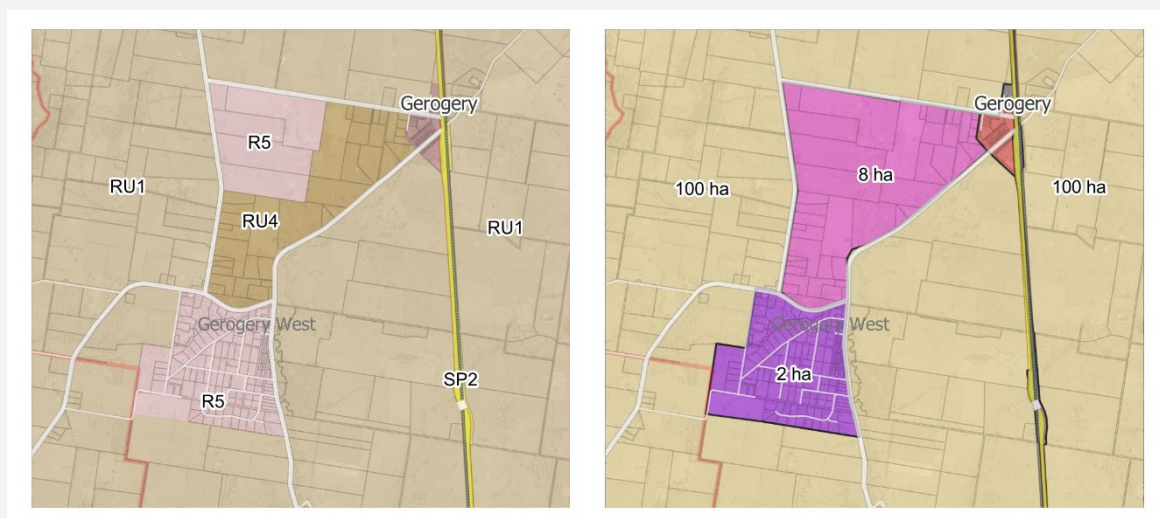 Gerogery
R5
RU1
RU4
RU1
Gerogery West
SP2
R5
Gerogery
100 ha
8 ha
100 ha
Gerogery West
2 ha